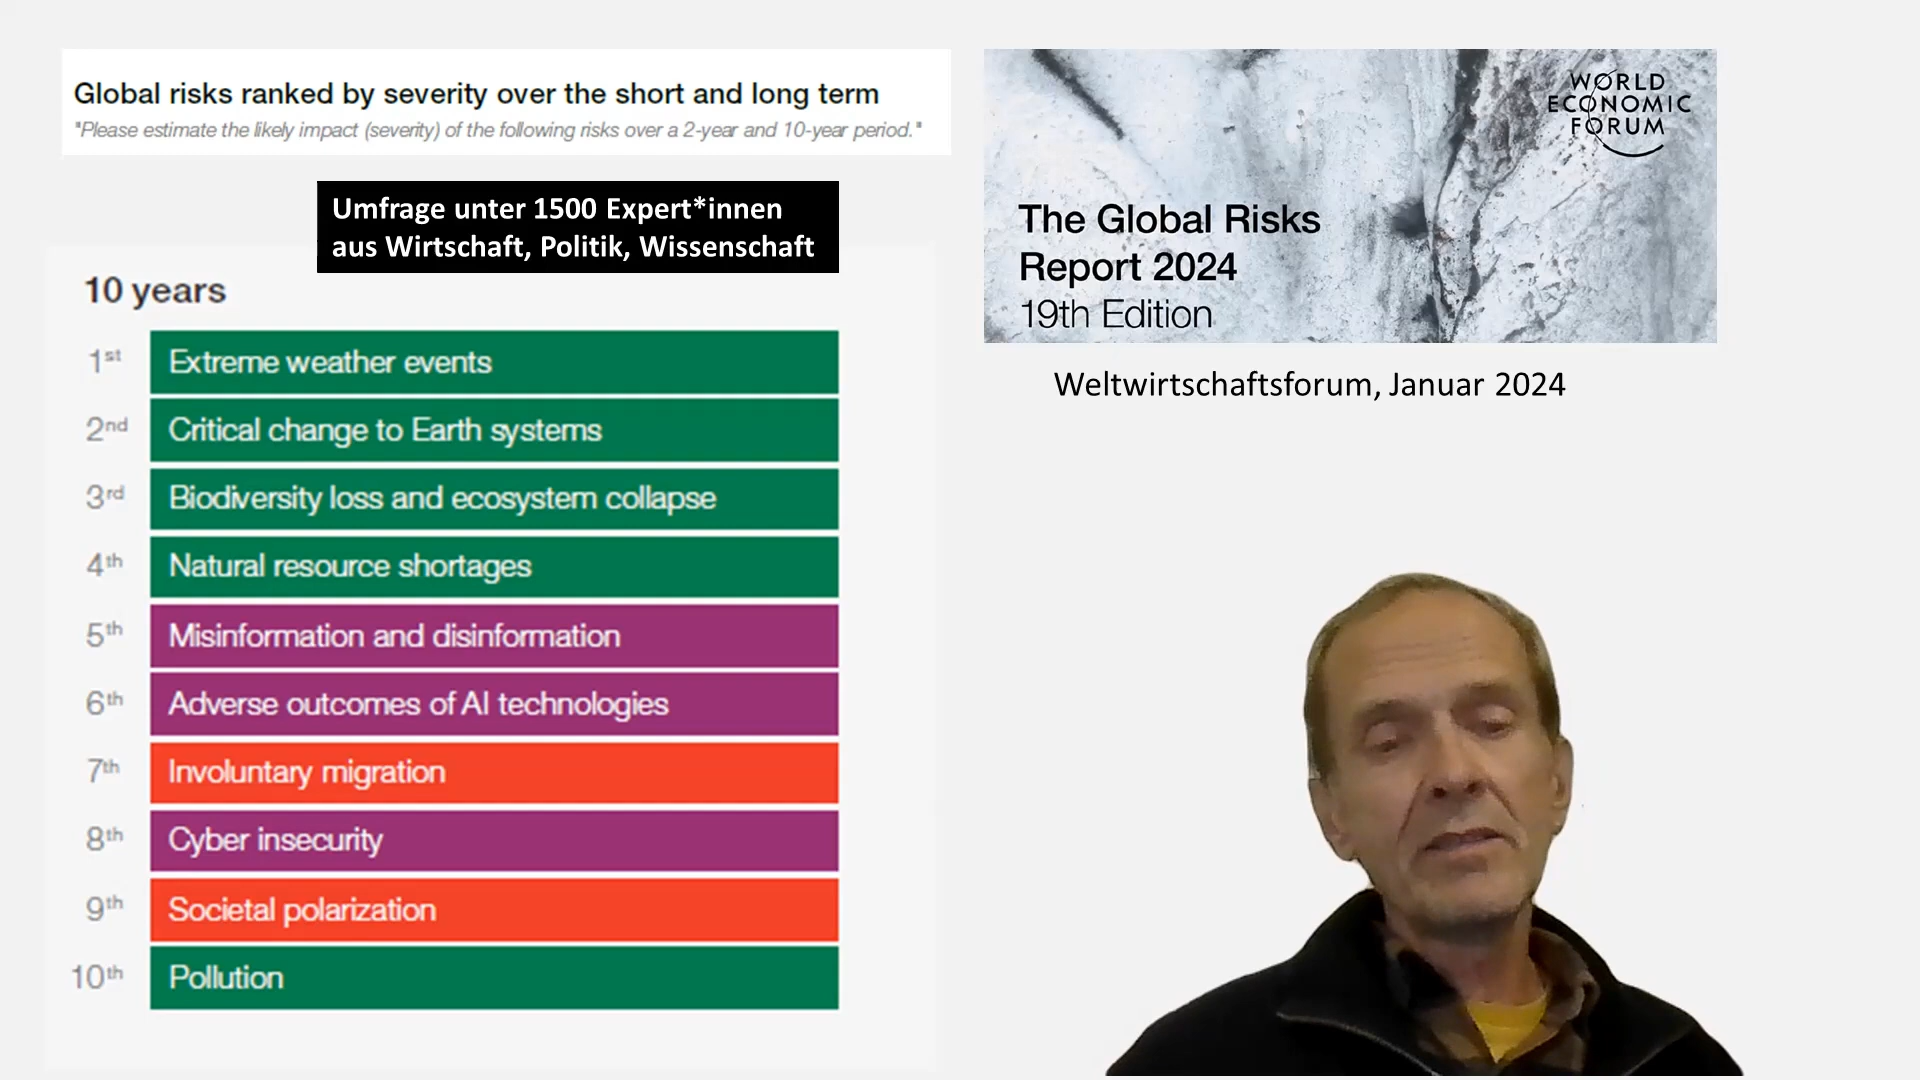 Global risks ranked by severity over the short and long term
"Please estimate the likely impact (severity) of the following risks over a 2-year and 10-year period."
Umfrage unter 1500 Expert*innen
aus Wirtschaft, Politik, Wissenschaft
10 years
1st Extreme weather events
2nd Critical change to Earth systems
3rd Biodiversity loss and ecosystem collapse
4th Natural resource shortages
5th Misinformation and disinformation
6th Adverse outcomes of AI technologies
7th Involuntary migration
8th Cyber insecurity
9th Societal polarization
10th Pollution
WORLD
ECONOMIC
FORUM
The Global Risks
Report 2024
19th Edition
Weltwirtschaftsforum, Januar 2024